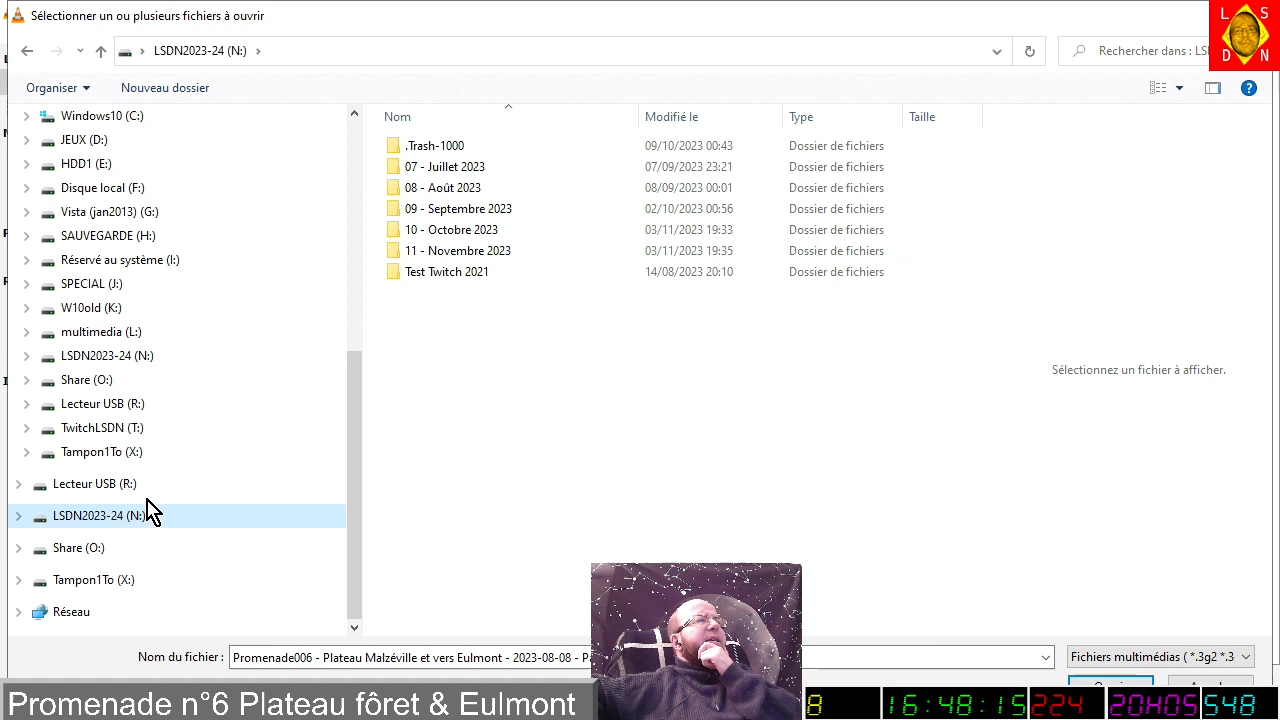 Sélectionner un ou plusieurs fichiers à ouvrir
L S
D N
LSDN2023-24 (N:)
Rechercher dans : LS
Organiser
Nouveau dossier
Windows10 (C:)
JEUX (D:)
HDD1 (E:)
Disque local (F:)
Vista (jan2013) (G:)
SAUVEGARDE (H:)
Réservé au système (I:)
SPECIAL (J:)
W10old (K:)
multimedia (L:)
LSDN2023-24 (N:)
Share (O:)
Lecteur USB (R:)
TwitchLSDN (T:)
Tampon1To (X:)
Lecteur USB (R:)
LSDN2023-24 (N:)
Share (O:)
Tampon1To (X:)
Réseau
Nom Modifié le Type Taille
.Trash-1000 09/10/2023 00:43 Dossier de fichiers
07 - Juillet 2023 07/09/2023 23:21 Dossier de fichiers
08 - Août 2023 08/09/2023 00:01 Dossier de fichiers
09 - Septembre 2023 02/10/2023 00:56 Dossier de fichiers
10 - Octobre 2023 03/11/2023 19:33 Dossier de fichiers
11 - Novembre 2023 03/11/2023 19:35 Dossier de fichiers
Test Twitch 2021 14/08/2023 20:10 Dossier de fichiers
Sélectionnez un fichier à afficher.
Nom du fichier : Promenade006 - Plateau Malzéville et vers Eulmont - 2023-08-08 - P
Fichiers multimédias ( *.3g2 *.3
Promenade n°6 Plateau fôret & Eulmont
8 16:48:15 224 20H05 548